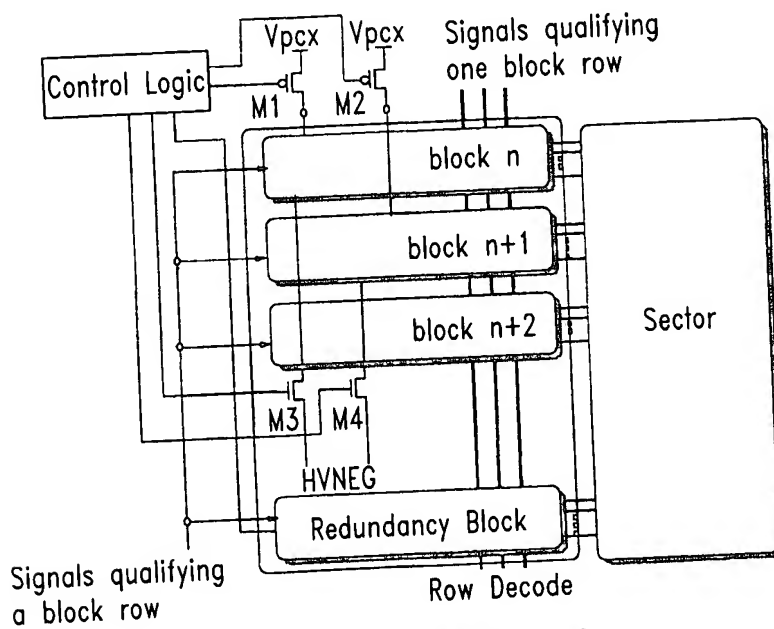 Vpcx
Vpcx
Signals qualifying
one block row
Control Logic
M1
M2
block n
block n+1
block n+2
Sector
M3
M4
HVNEG
Redundancy Block
Signals qualifying
a block row
Row Decode